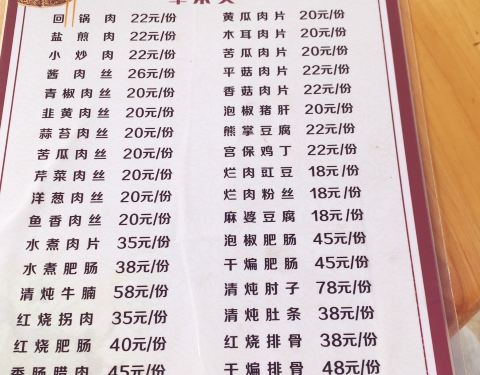 回锅肉 22元/份
盐煎肉 22元/份
小炒肉 22元/份
酱肉丝 26元/份
青椒肉丝 20元/份
韭黄肉丝 20元/份
蒜苔肉丝 20元/份
苦瓜肉丝 20元/份
芹菜肉丝 20元/份
洋葱肉丝 20元/份
鱼香肉丝 20元/份
水煮肉片 35元/份
水煮肥肠 38元/份
清炖牛腩 58元/份
红烧拐肉 35元/份
红烧肥肠 40元/份
香肠腊肉 45元/份
黄瓜肉片 20元/份
木耳肉片 20元/份
苦瓜肉片 20元/份
平菇肉片 22元/份
香菇肉片 22元/份
泡椒猪肝 20元/份
熊掌豆腐 22元/份
宫保鸡丁 22元/份
烂肉豇豆 18元/份
烂肉粉丝 18元/份
麻婆豆腐 18元/份
泡椒肥肠 45元/份
干煸肥肠 45元/份
清炖肘子 78元/份
清炖肚条 38元/份
红烧排骨 38元/份
干煸排骨 48元/份